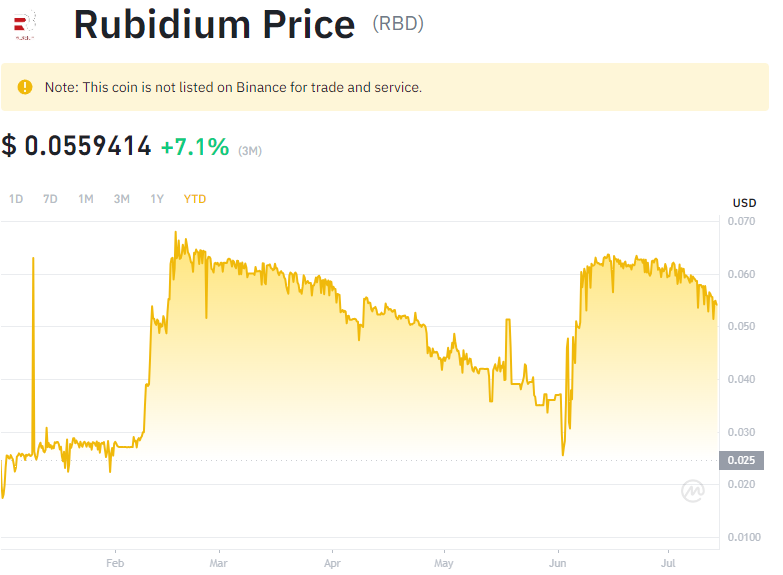 Rubidium Price (RBD)
Note: This coin is not listed on Binance for trade and service.
$ 0.0559414 +7.1% (3M)
1D 7D 1M 3M 1Y YTD
USD
0.070
0.060
0.050
0.040
0.030
0.025
0.020
0.0100
Feb Mar Apr May Jun Jul